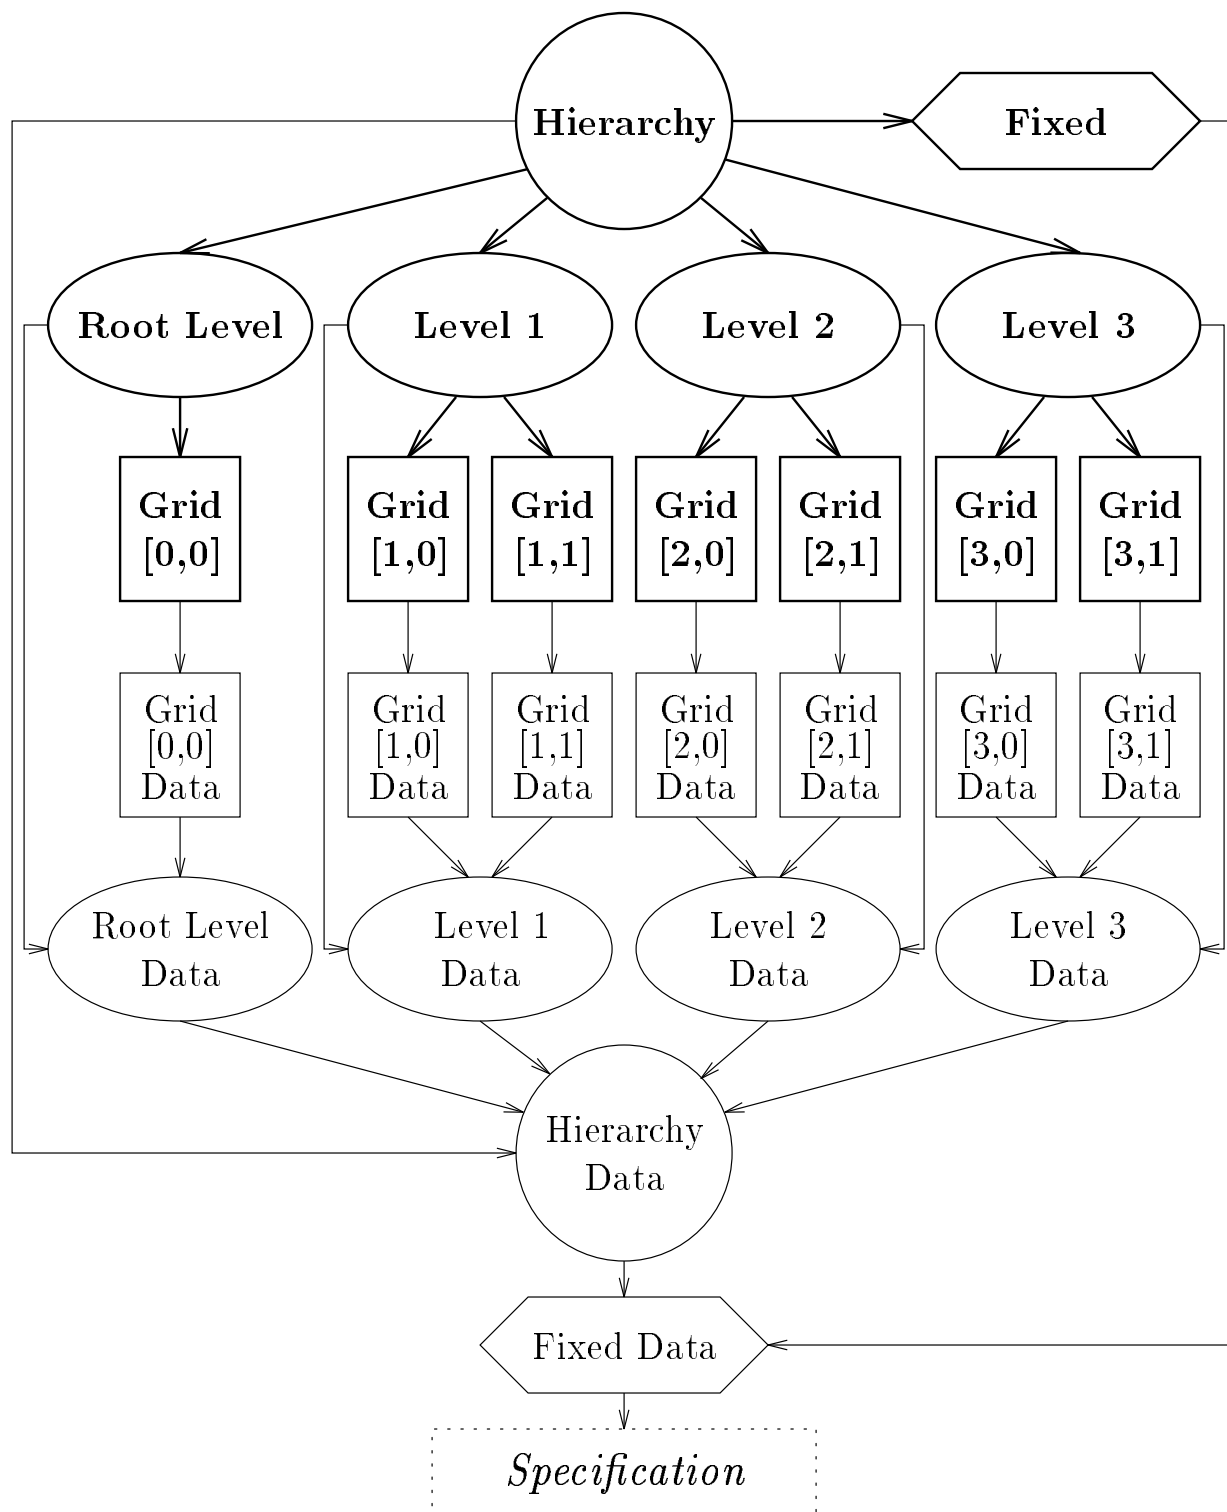 Hierarchy
Fixed
Root Level
Level 1
Level 2
Level 3
Grid
[0,0]
Grid
[1,0]
Grid
[1,1]
Grid
[2,0]
Grid
[2,1]
Grid
[3,0]
Grid
[3,1]
Grid
[0,0]
Data
Grid
[1,0]
Data
Grid
[1,1]
Data
Grid
[2,0]
Data
Grid
[2,1]
Data
Grid
[3,0]
Data
Grid
[3,1]
Data
Root Level
Data
Level 1
Data
Level 2
Data
Level 3
Data
Hierarchy
Data
Fixed Data
Specification